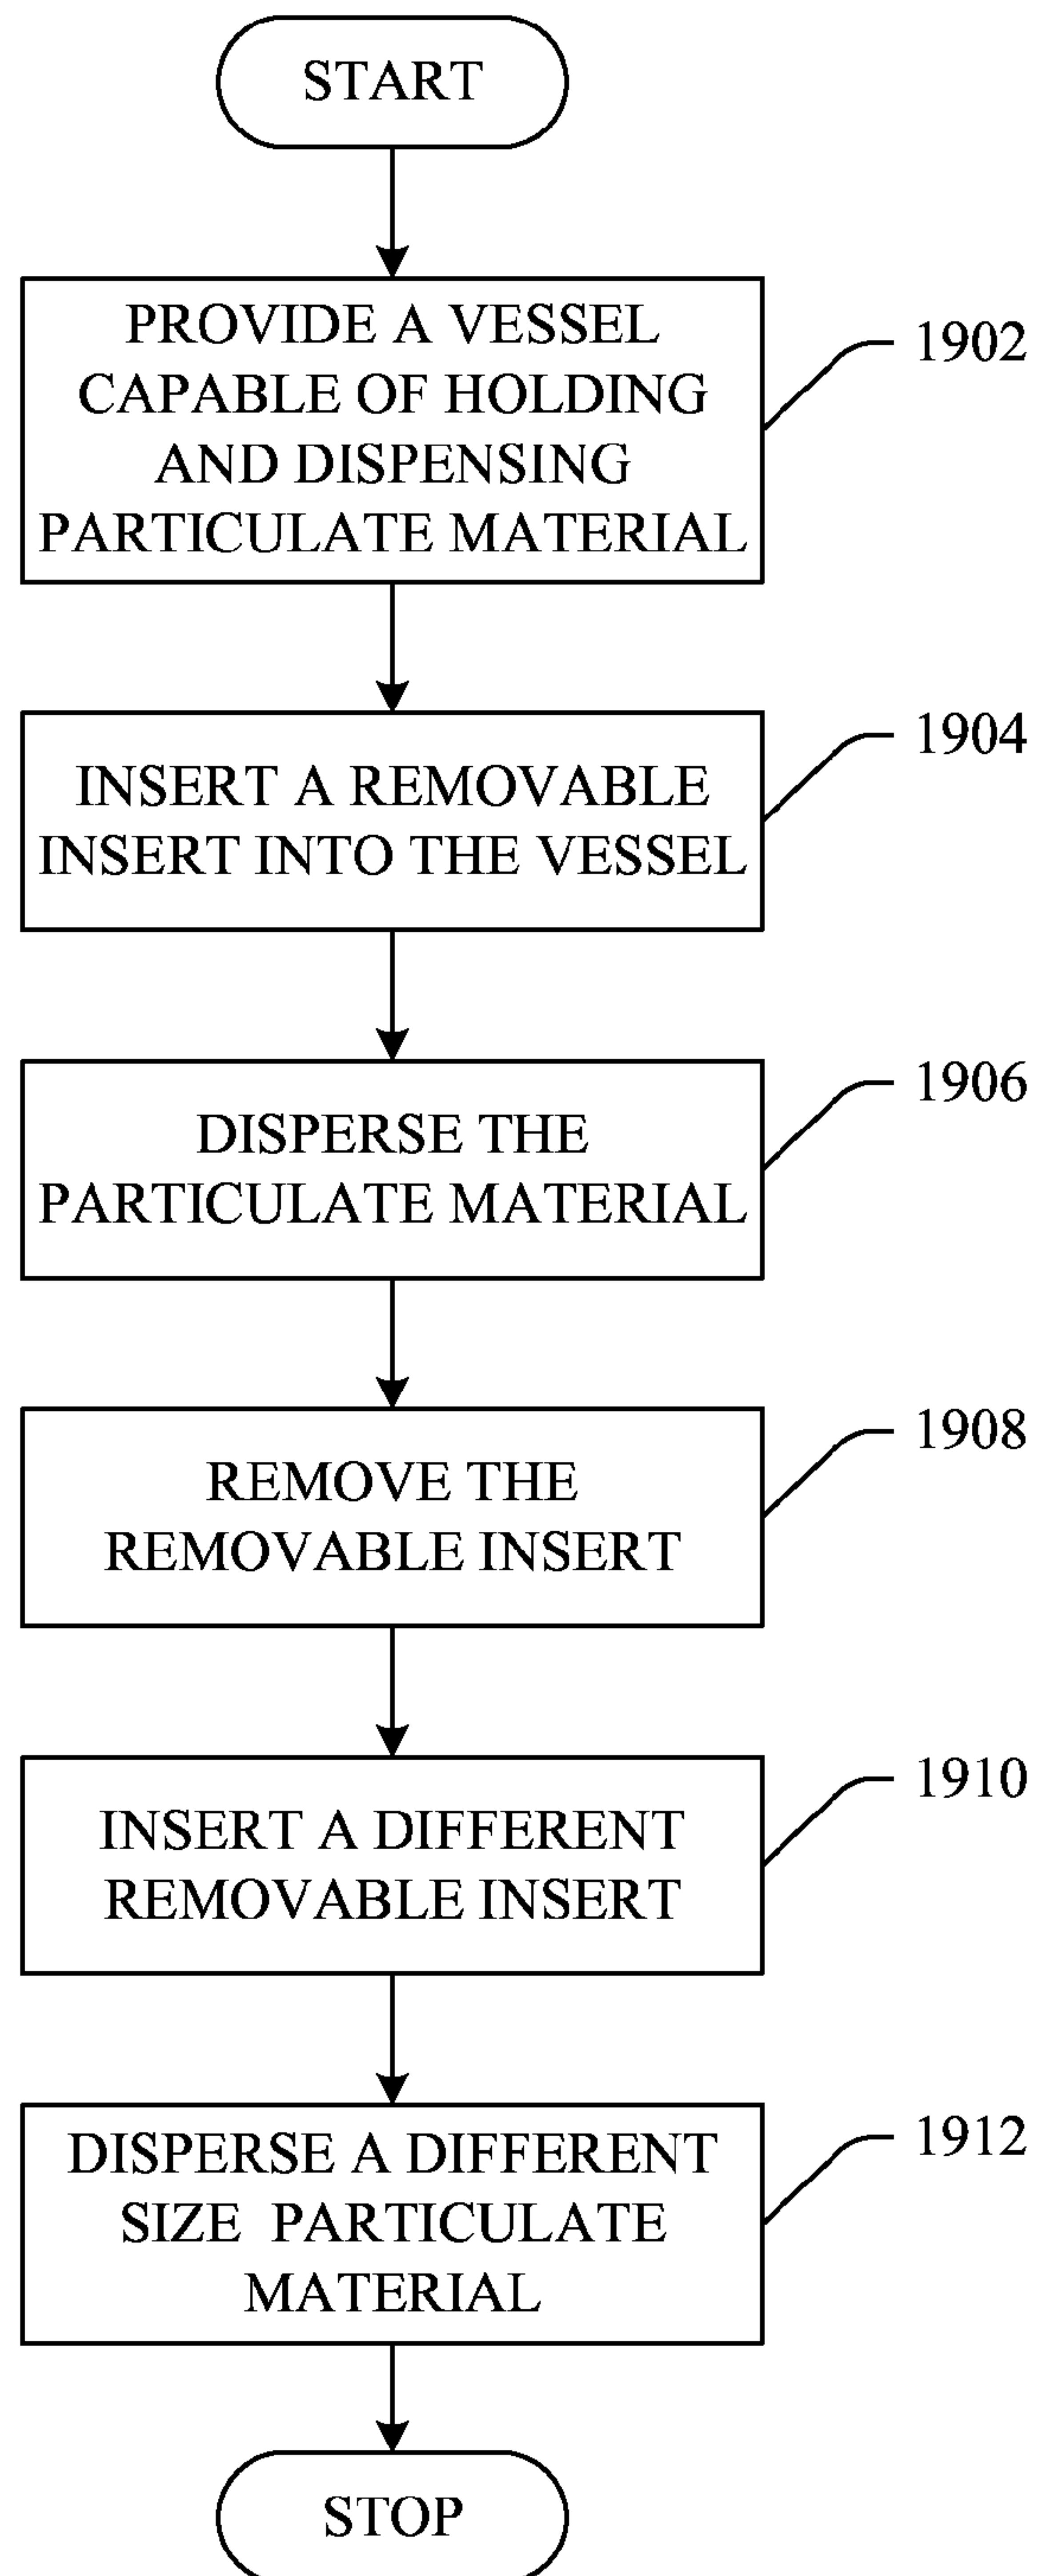 START
PROVIDE A VESSEL
CAPABLE OF HOLDING
AND DISPENSING
PARTICULATE MATERIAL
1902
INSERT A REMOVABLE
INSERT INTO THE VESSEL
1904
DISPERSE THE
PARTICULATE MATERIAL
1906
REMOVE THE
REMOVABLE INSERT
1908
INSERT A DIFFERENT
REMOVABLE INSERT
1910
DISPERSE A DIFFERENT
SIZE PARTICULATE
MATERIAL
1912
STOP